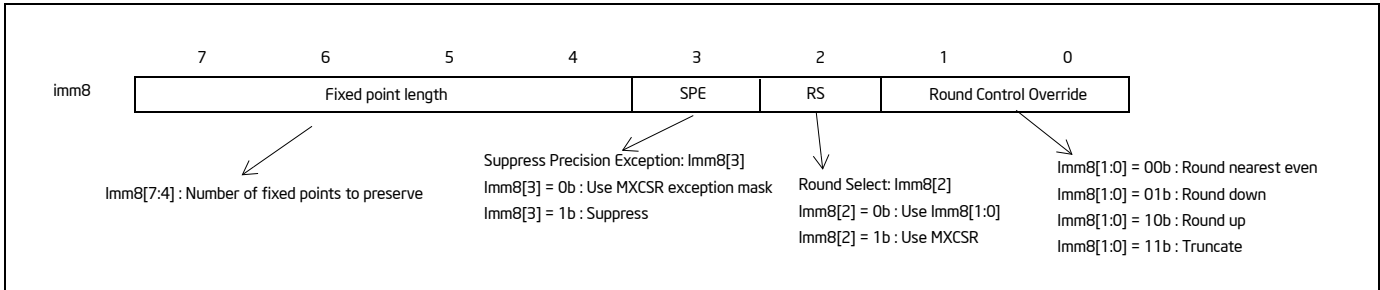 7 6 5 4 3 2 1 0
imm8 Fixed point length SPE RS Round Control Override
Imm8[7:4] : Number of fixed points to preserve
Suppress Precision Exception: Imm8[3]
Imm8[3] = 0b : Use MXCSR exception mask
Imm8[3] = 1b : Suppress
Round Select: Imm8[2]
Imm8[2] = 0b : Use Imm8[1:0]
Imm8[2] = 1b : Use MXCSR
Imm8[1:0] = 00b : Round nearest even
Imm8[1:0] = 01b : Round down
Imm8[1:0] = 10b : Round up
Imm8[1:0] = 11b : Truncate